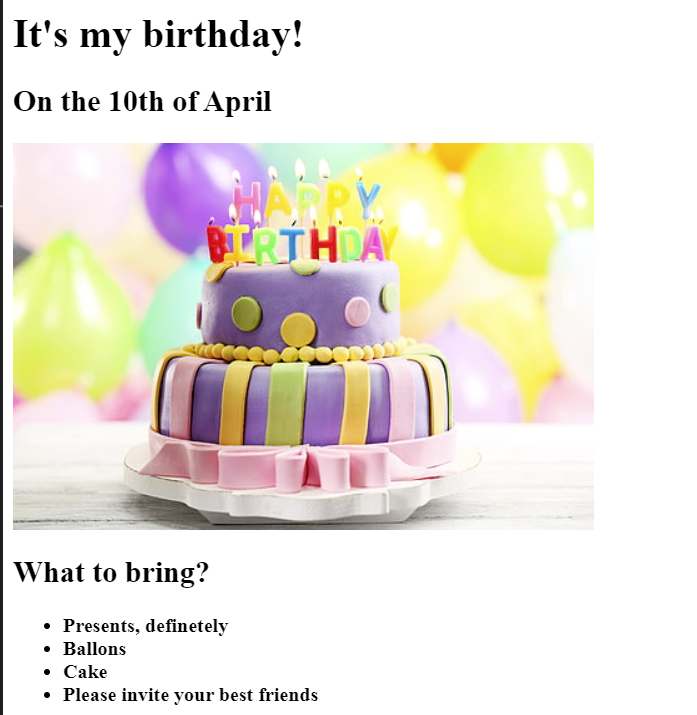 It's my birthday!
On the 10th of April
HAPPY
BIRTHDAY
What to bring?
Presents, definetely
Ballons
Cake
Please invite your best friends